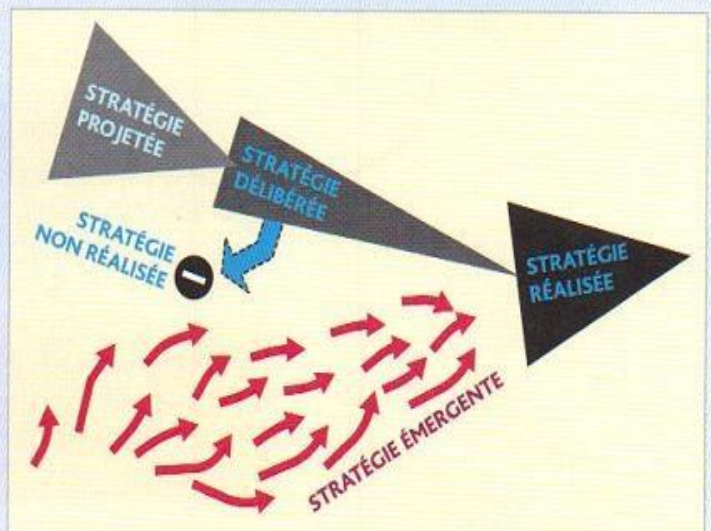 STRATÉGIE
PROJETÉE
STRATÉGIE
DÉLIBÉRÉE
STRATÉGIE
NON RÉALISÉE
STRATÉGIE
RÉALISÉE
STRATÉGIE ÉMERGENTE